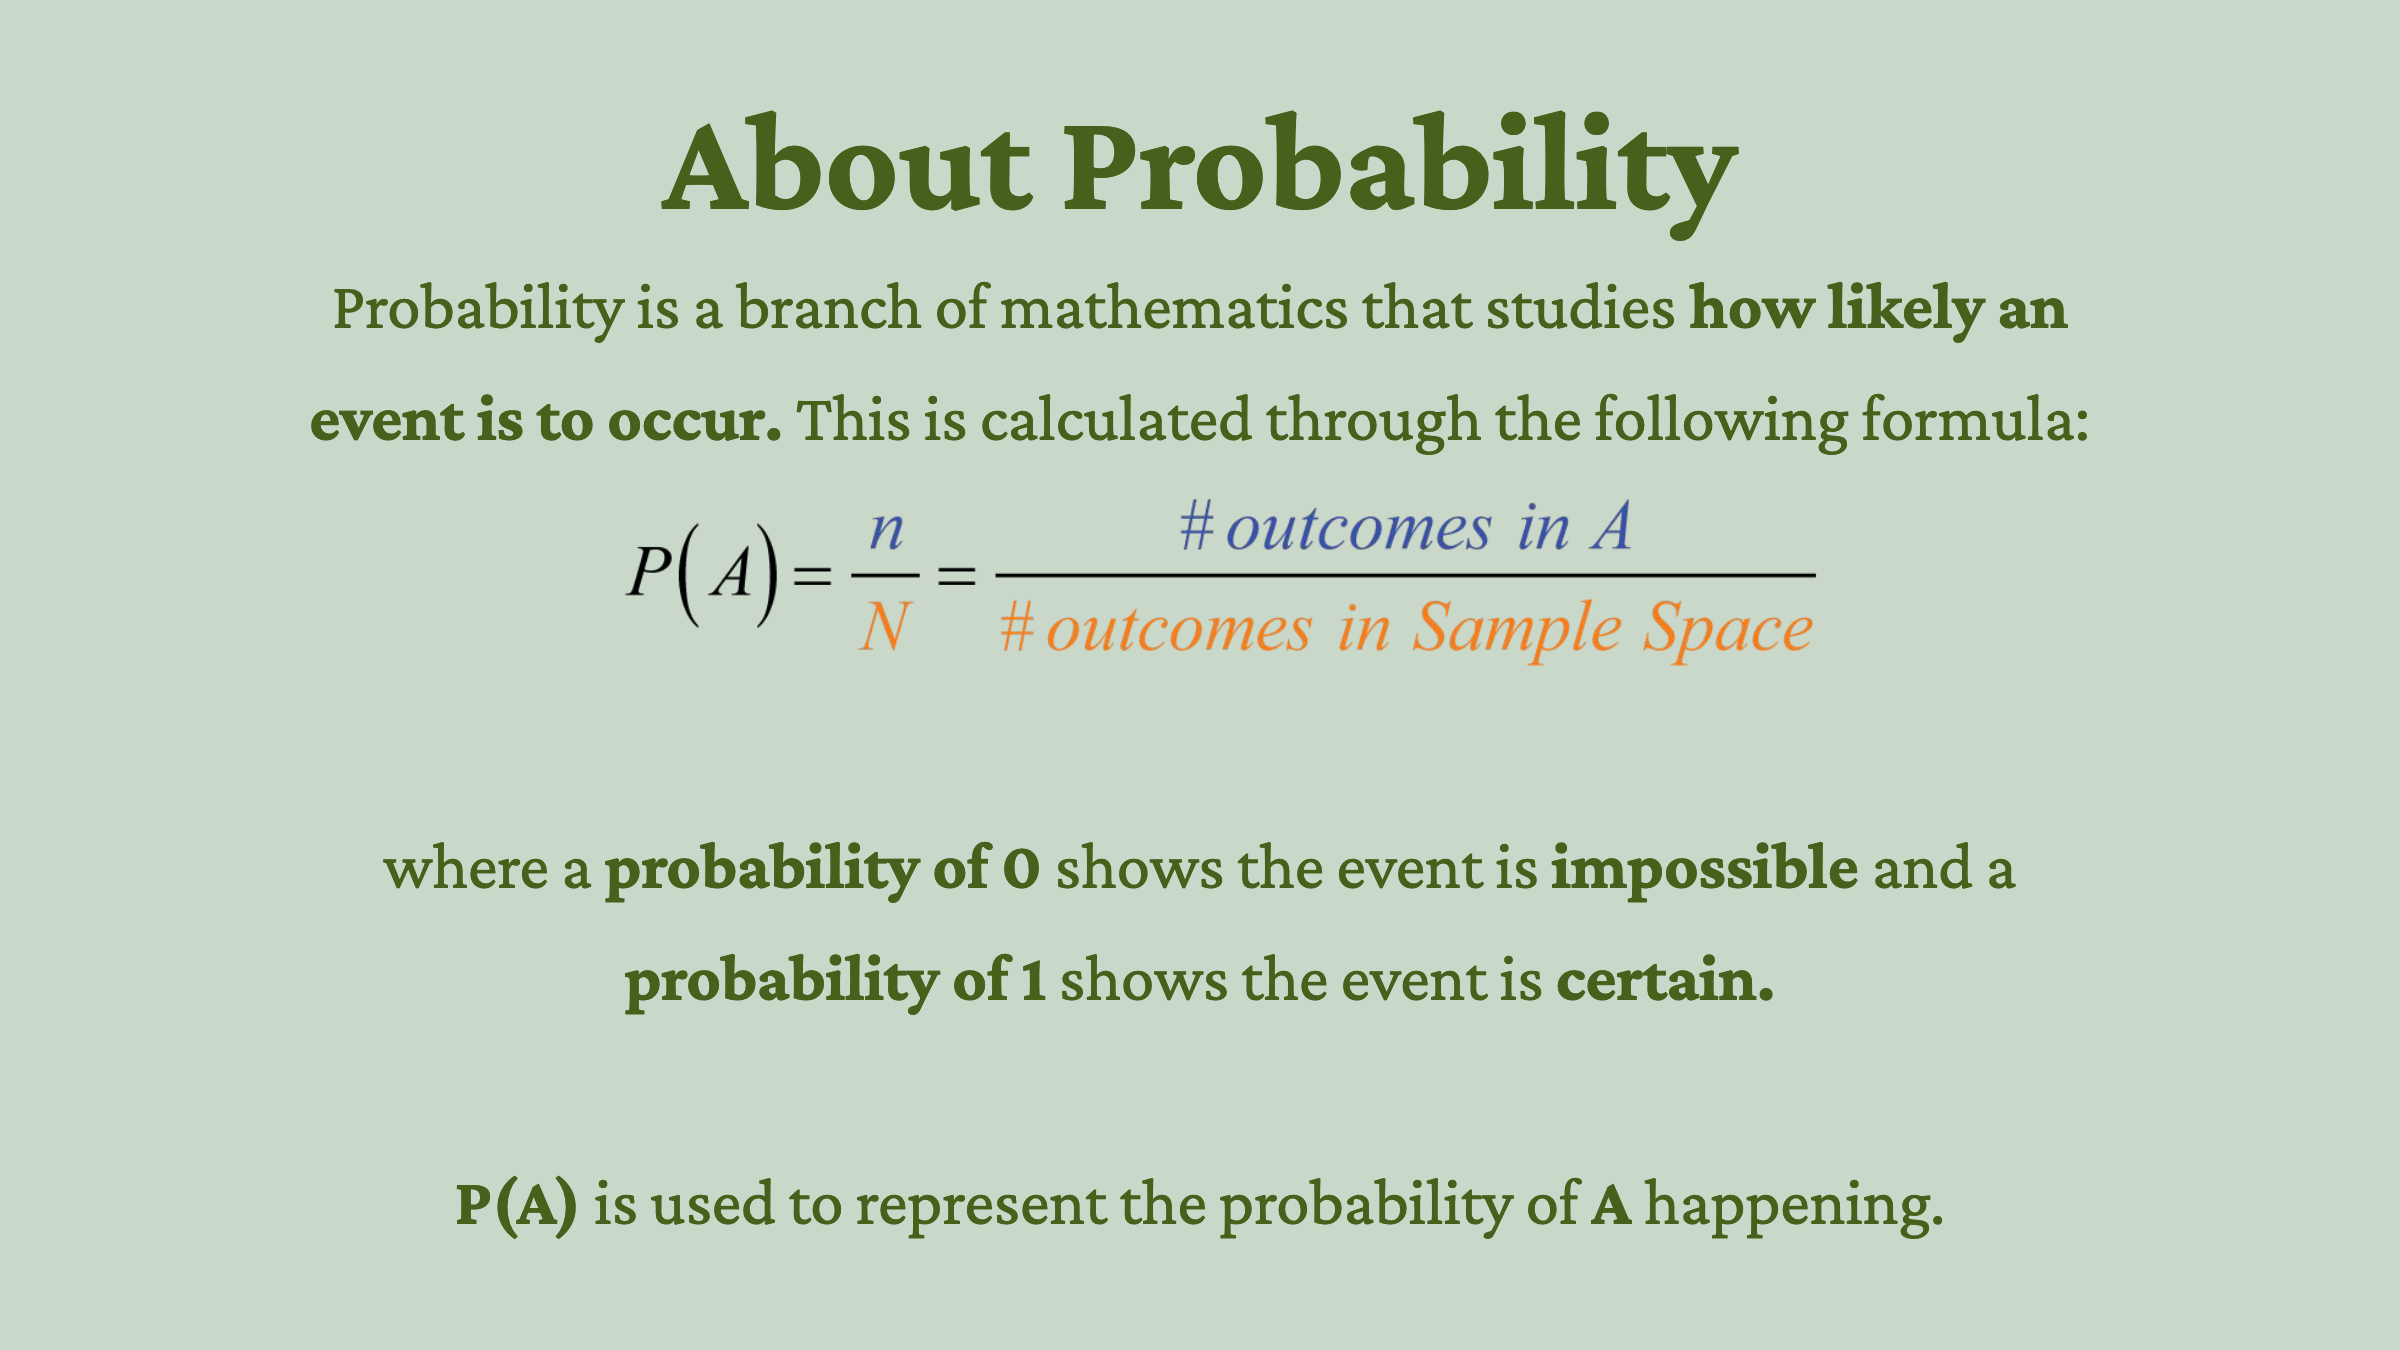 About Probability
Probability is a branch of mathematics that studies how likely an
event is to occur. This is calculated through the following formula:
P(A) = n/N = # outcomes in A / # outcomes in Sample Space
where a probability of 0 shows the event is impossible and a
probability of 1 shows the event is certain.
P(A) is used to represent the probability of A happening.